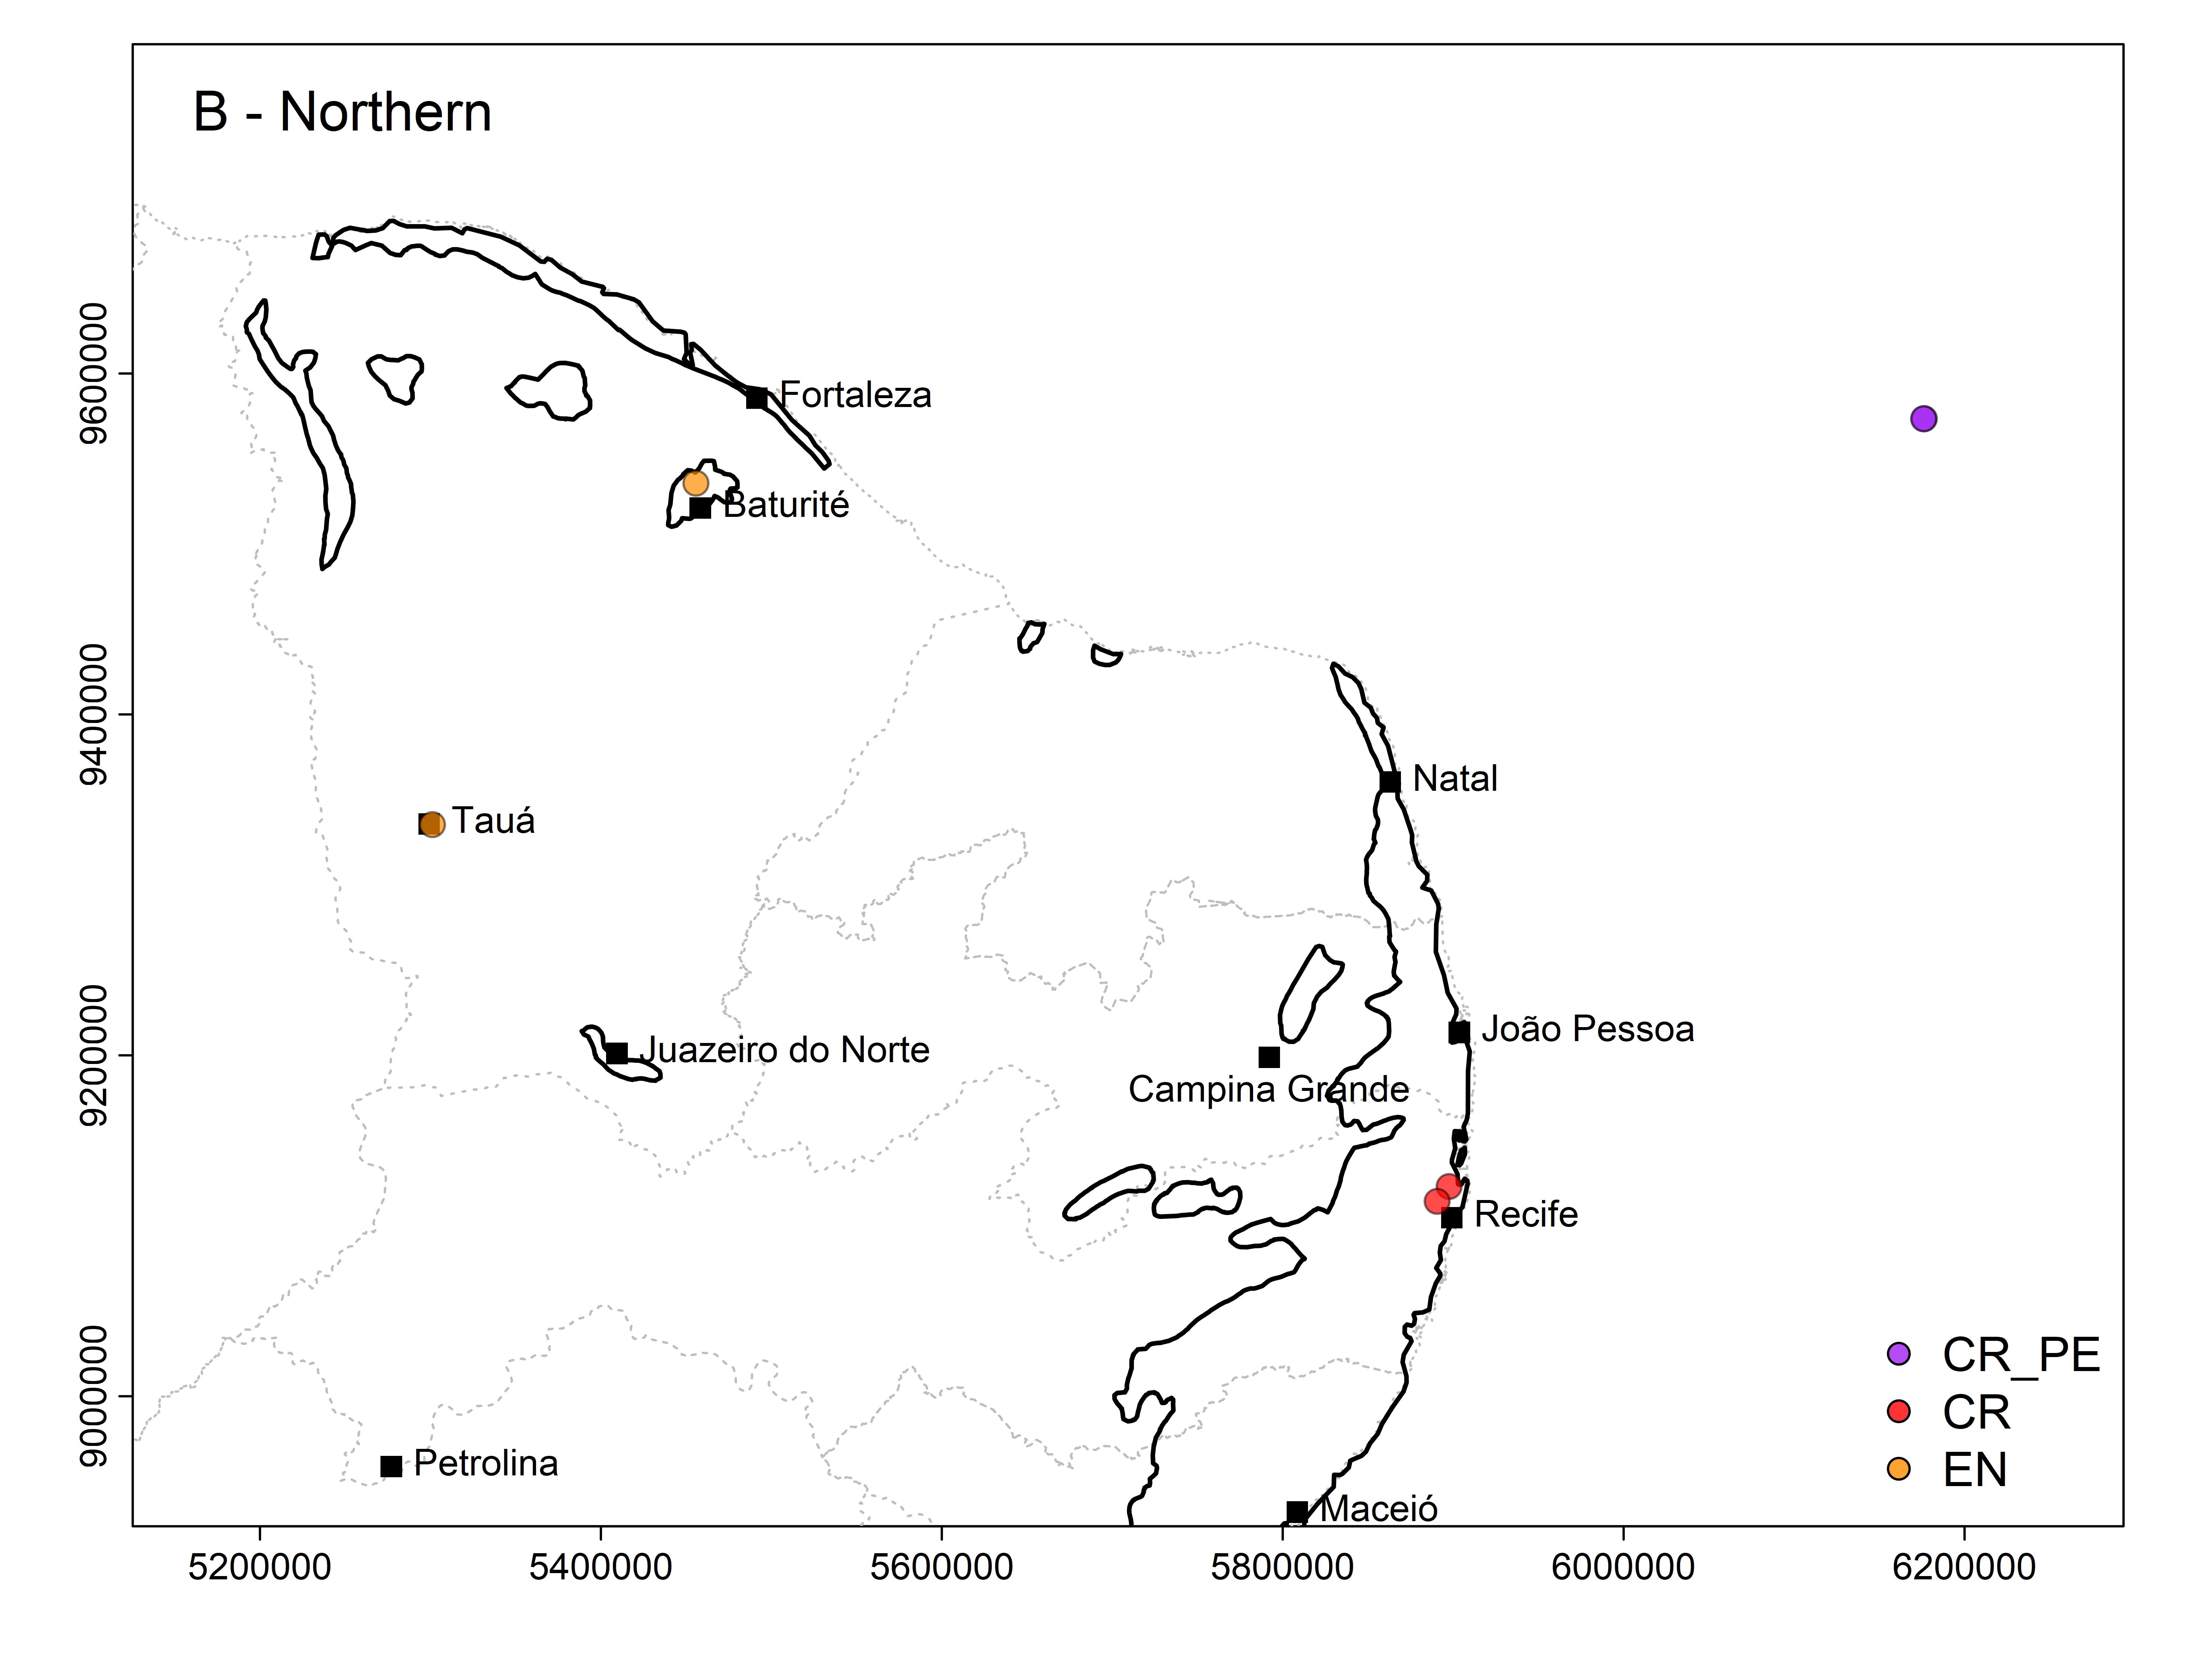 B - Northern
9600000
Fortaleza
Baturité
9400000
Natal
Tauá
9200000
João Pessoa
Juazeiro do Norte
Campina Grande
Recife
9000000
CR_PE
CR
EN
Petrolina
Maceió
5200000
5400000
5600000
5800000
6000000
6200000